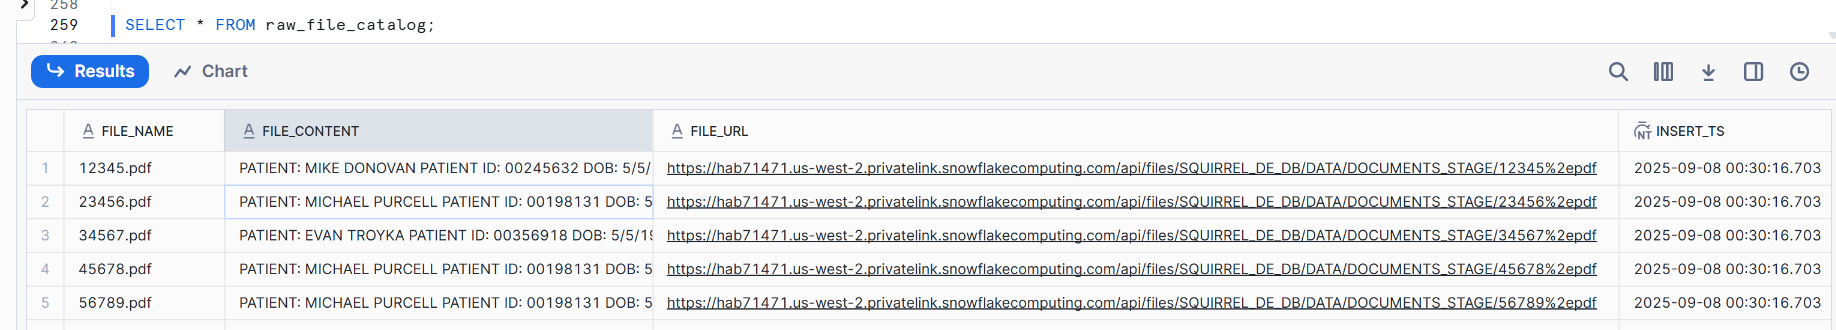 258
259 SELECT * FROM raw_file_catalog;
Results Chart
FILE_NAME FILE_CONTENT FILE_URL INSERT_TS
1 12345.pdf PATIENT: MIKE DONOVAN PATIENT ID: 00245632 DOB: 5/5/ https://hab71471.us-west-2.privatelink.snowflakecomputing.com/api/files/SQUIRREL_DE_DB/DATA/DOCUMENTS_STAGE/12345%2epdf 2025-09-08 00:30:16.703
2 23456.pdf PATIENT: MICHAEL PURCELL PATIENT ID: 00198131 DOB: 5 https://hab71471.us-west-2.privatelink.snowflakecomputing.com/api/files/SQUIRREL_DE_DB/DATA/DOCUMENTS_STAGE/23456%2epdf 2025-09-08 00:30:16.703
3 34567.pdf PATIENT: EVAN TROYKA PATIENT ID: 00356918 DOB: 5/5/19 https://hab71471.us-west-2.privatelink.snowflakecomputing.com/api/files/SQUIRREL_DE_DB/DATA/DOCUMENTS_STAGE/34567%2epdf 2025-09-08 00:30:16.703
4 45678.pdf PATIENT: MICHAEL PURCELL PATIENT ID: 00198131 DOB: 5 https://hab71471.us-west-2.privatelink.snowflakecomputing.com/api/files/SQUIRREL_DE_DB/DATA/DOCUMENTS_STAGE/45678%2epdf 2025-09-08 00:30:16.703
5 56789.pdf PATIENT: MICHAEL PURCELL PATIENT ID: 00198131 DOB: 5 https://hab71471.us-west-2.privatelink.snowflakecomputing.com/api/files/SQUIRREL_DE_DB/DATA/DOCUMENTS_STAGE/56789%2epdf 2025-09-08 00:30:16.703